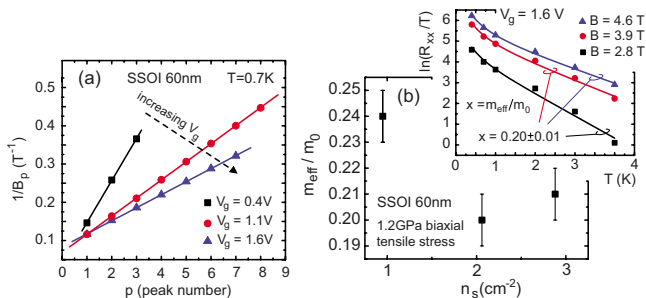 (a)
SSOI 60nm
T=0.7K
increasing V_g
V_g = 0.4V
V_g = 1.1V
V_g = 1.6V
0.5
0.4
0.3
0.2
0.1
1/B_p (T⁻¹)
0 1 2 3 4 5 6 7 8 9
p (peak number)
(b)
0.25
0.24
0.23
0.22
0.21
0.20
0.19
m_eff / m_0
SSOI 60nm
1.2GPa biaxial
tensile stress
1 2 3
n_s(cm⁻²)
V_g = 1.6 V
B = 4.6 T
B = 3.9 T
B = 2.8 T
6
5
4
3
2
1
0
ln(R_xx/T)
x = m_eff/m_0
x = 0.20±0.01
0 1 2 3 4
T (K)